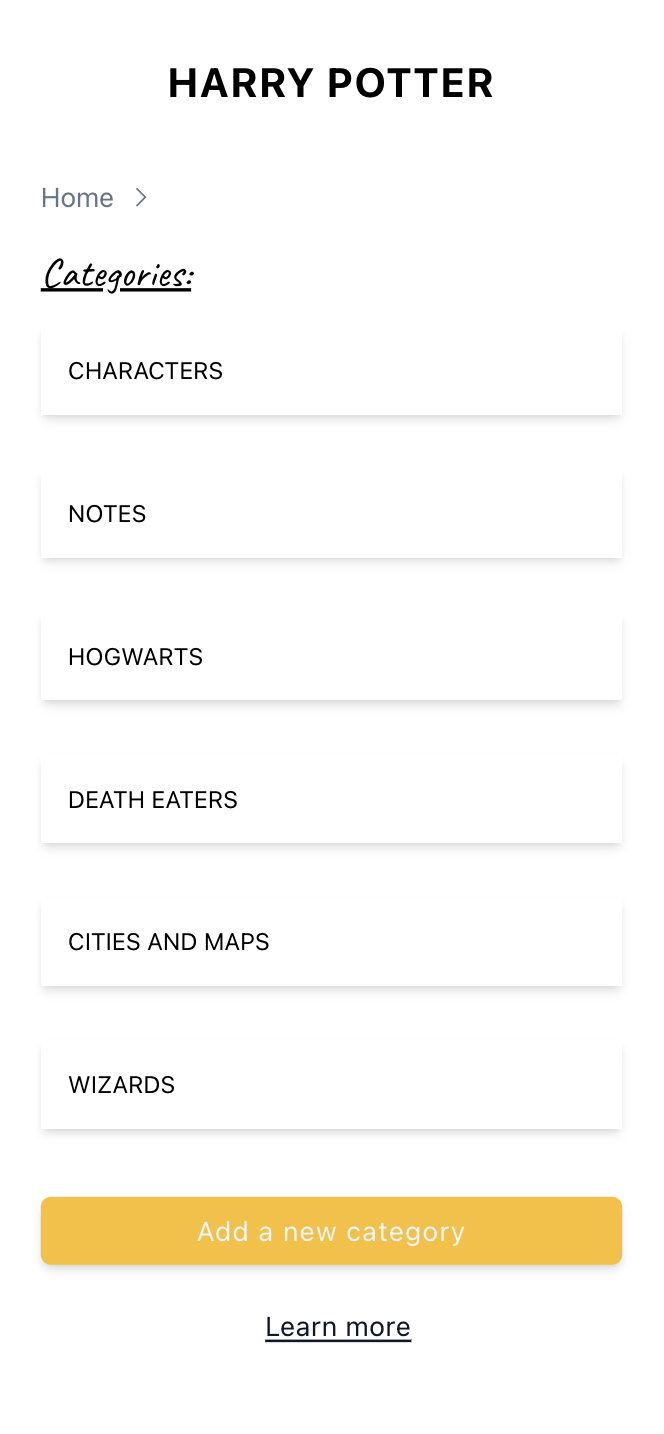 HARRY POTTER
Home >
Categories:
CHARACTERS
NOTES
HOGWARTS
DEATH EATERS
CITIES AND MAPS
WIZARDS
Add a new category
Learn more